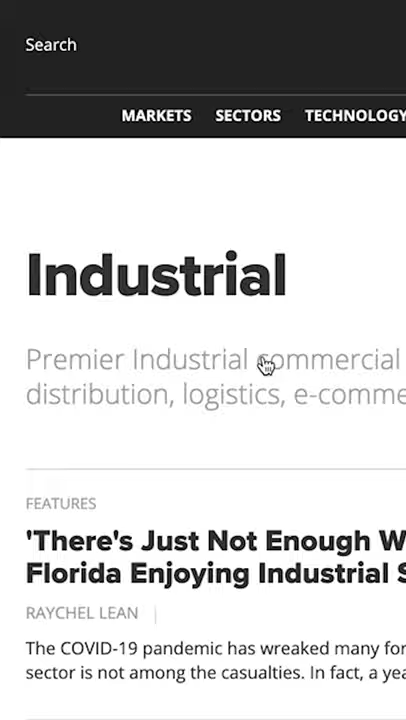 Search
MARKETS SECTORS TECHNOLOGY
Industrial
Premier Industrial commercial
distribution, logistics, e-comme
FEATURES
'There's Just Not Enough W
Florida Enjoying Industrial S
RAYCHEL LEAN
The COVID-19 pandemic has wreaked many for
sector is not among the casualties. In fact, a yea